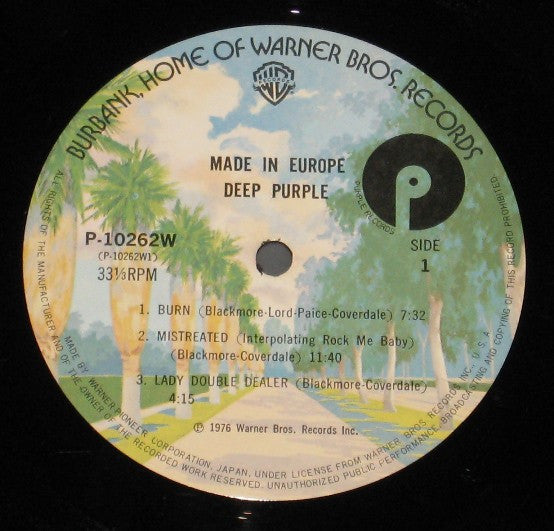 BURBANK, HOME OF WARNER BROS. RECORDS
WB
RECORDS
MADE IN EUROPE
DEEP PURPLE
p
PURPLE RECORDS
P-10262W
(P-10262W1)
33⅓RPM
SIDE
1
1. BURN (Blackmore-Lord-Paice-Coverdale) 7:32
2. MISTREATED (Interpolating Rock Me Baby)
(Blackmore-Coverdale) 11:40
3. LADY DOUBLE DEALER (Blackmore-Coverdale)
4:15
Ⓟ 1976 Warner Bros. Records Inc.
MADE BY WARNER-PIONEER CORPORATION, JAPAN, UNDER LICENSE FROM WARNER BROS. RECORDS INC., U.S.A.
ALL RIGHTS OF THE MANUFACTURER AND OF THE OWNER OF THE RECORDED WORK RESERVED. UNAUTHORIZED PUBLIC PERFORMANCE, BROADCASTING AND COPYING OF THIS RECORD PROHIBITED.